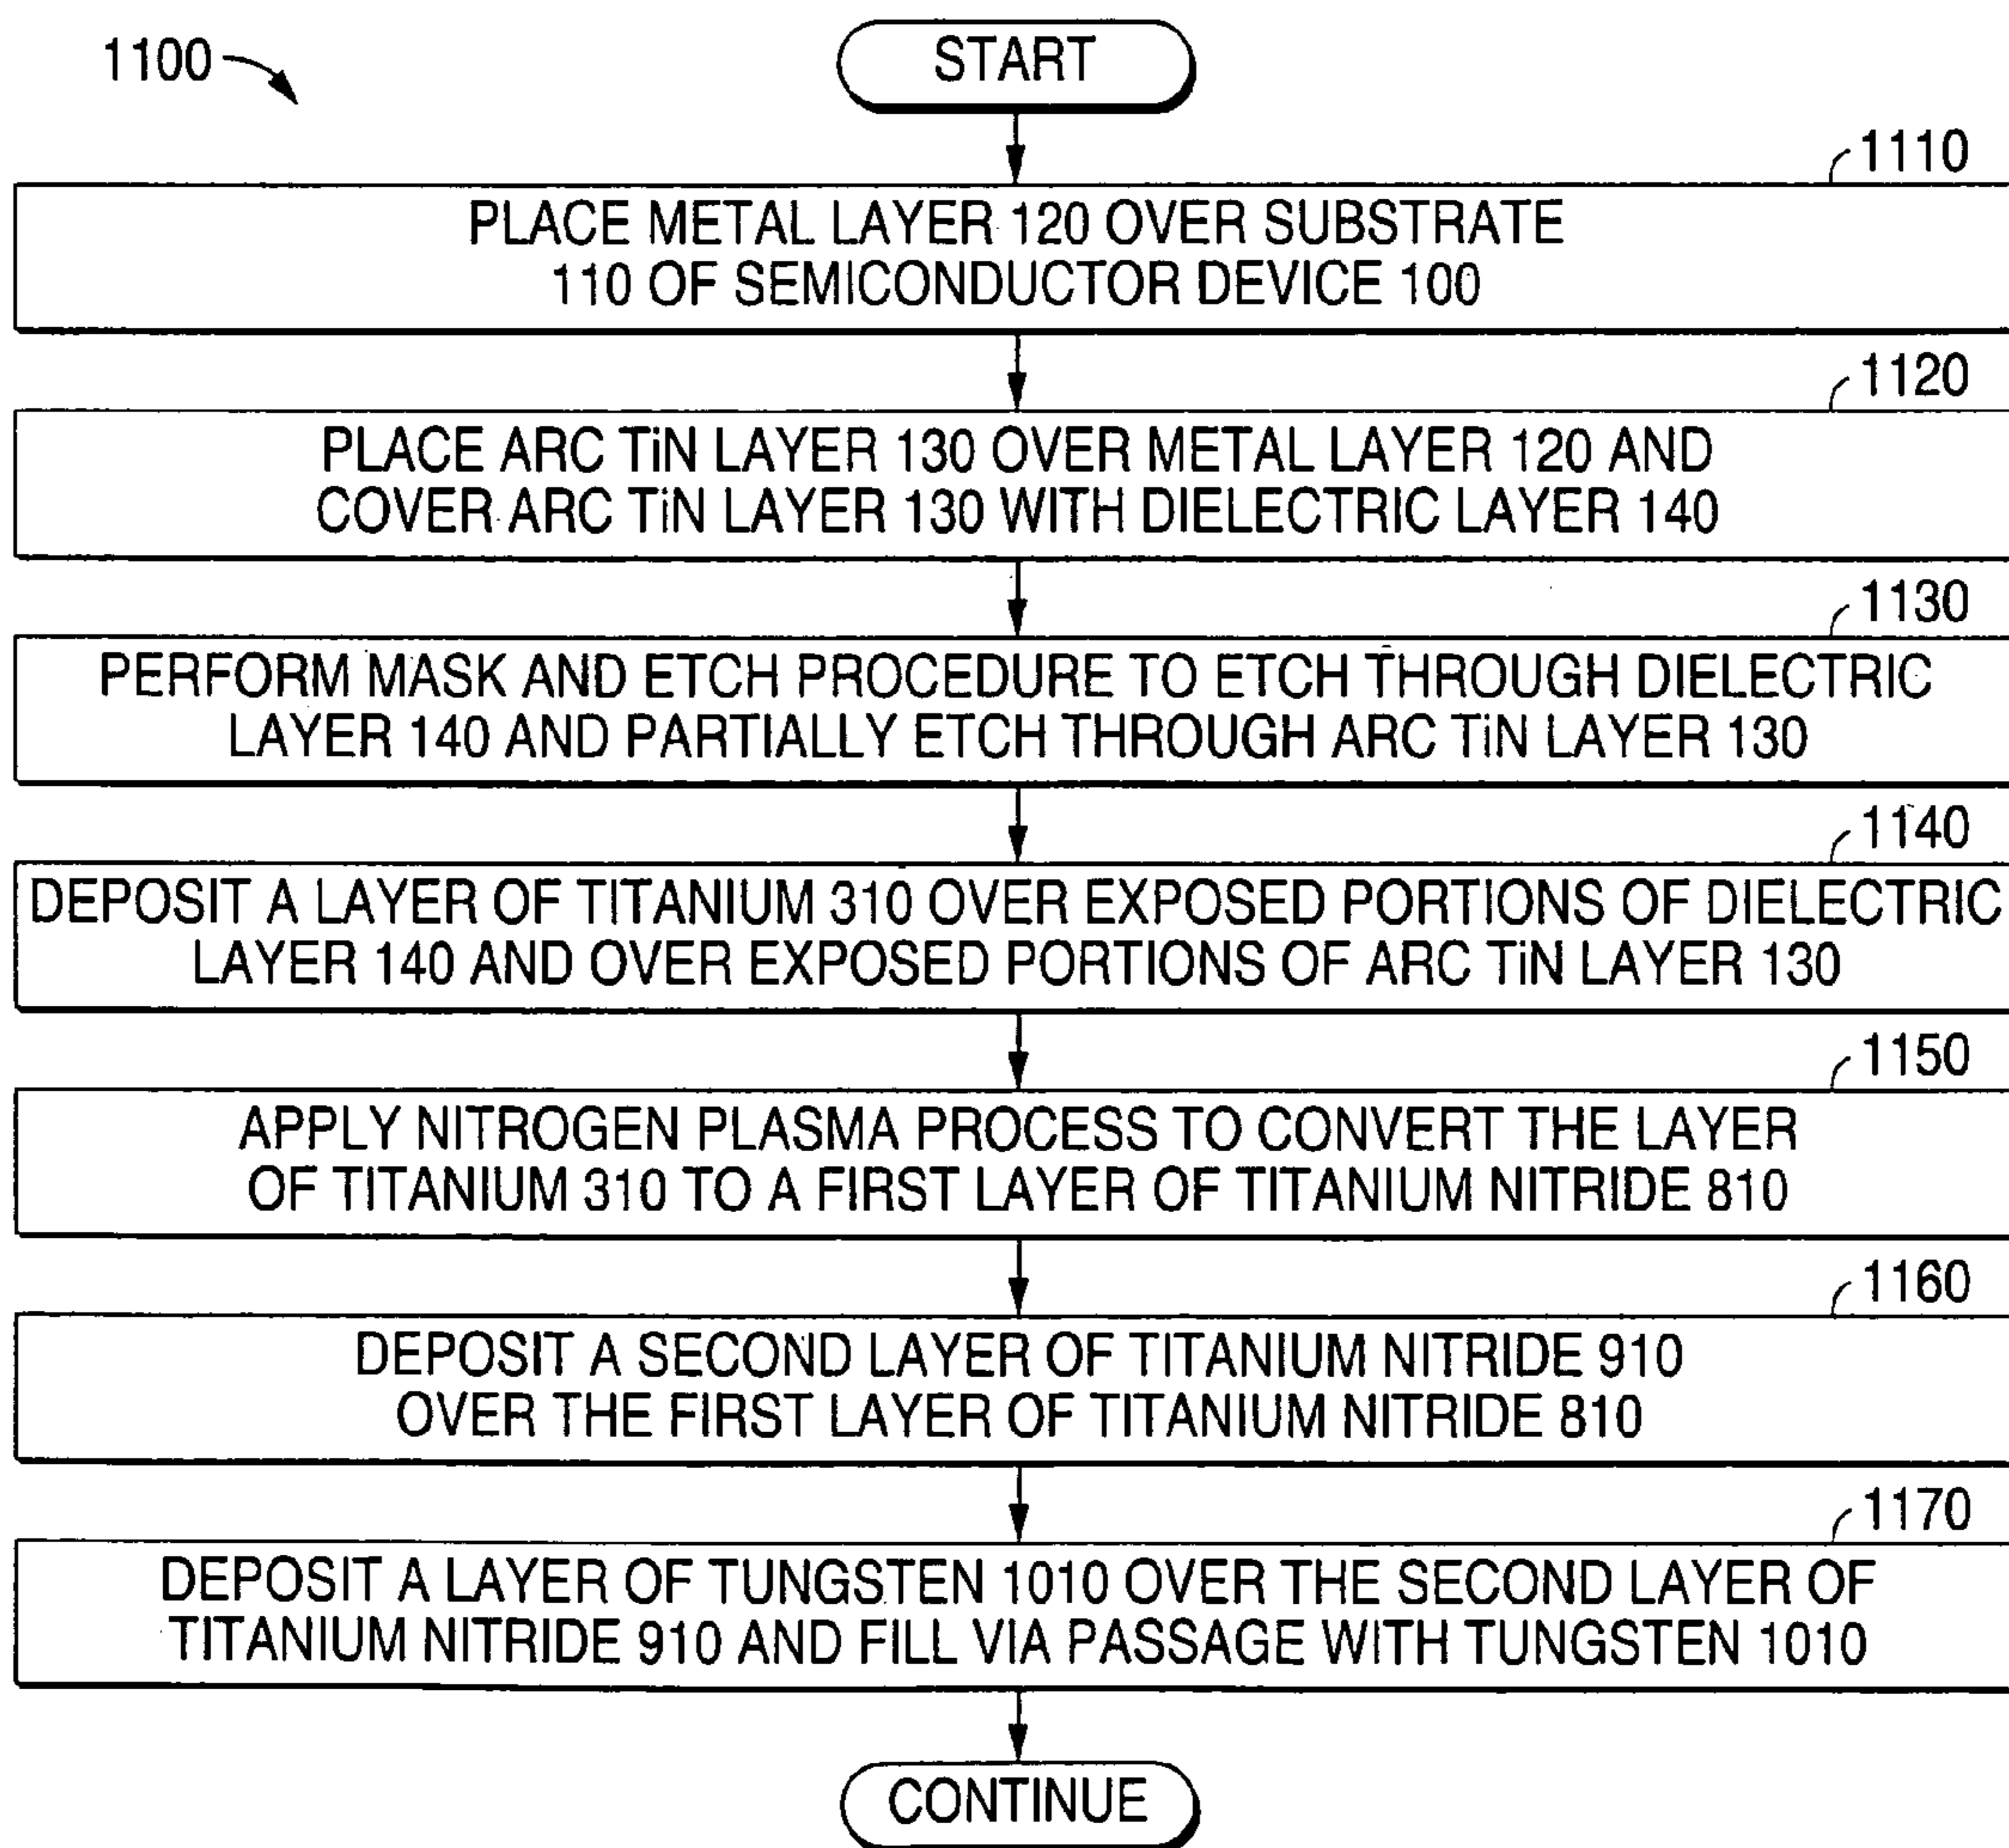 1100
START
1110
PLACE METAL LAYER 120 OVER SUBSTRATE
110 OF SEMICONDUCTOR DEVICE 100
1120
PLACE ARC TiN LAYER 130 OVER METAL LAYER 120 AND
COVER ARC TiN LAYER 130 WITH DIELECTRIC LAYER 140
1130
PERFORM MASK AND ETCH PROCEDURE TO ETCH THROUGH DIELECTRIC
LAYER 140 AND PARTIALLY ETCH THROUGH ARC TiN LAYER 130
1140
DEPOSIT A LAYER OF TITANIUM 310 OVER EXPOSED PORTIONS OF DIELECTRIC
LAYER 140 AND OVER EXPOSED PORTIONS OF ARC TiN LAYER 130
1150
APPLY NITROGEN PLASMA PROCESS TO CONVERT THE LAYER
OF TITANIUM 310 TO A FIRST LAYER OF TITANIUM NITRIDE 810
1160
DEPOSIT A SECOND LAYER OF TITANIUM NITRIDE 910
OVER THE FIRST LAYER OF TITANIUM NITRIDE 810
1170
DEPOSIT A LAYER OF TUNGSTEN 1010 OVER THE SECOND LAYER OF
TITANIUM NITRIDE 910 AND FILL VIA PASSAGE WITH TUNGSTEN 1010
CONTINUE